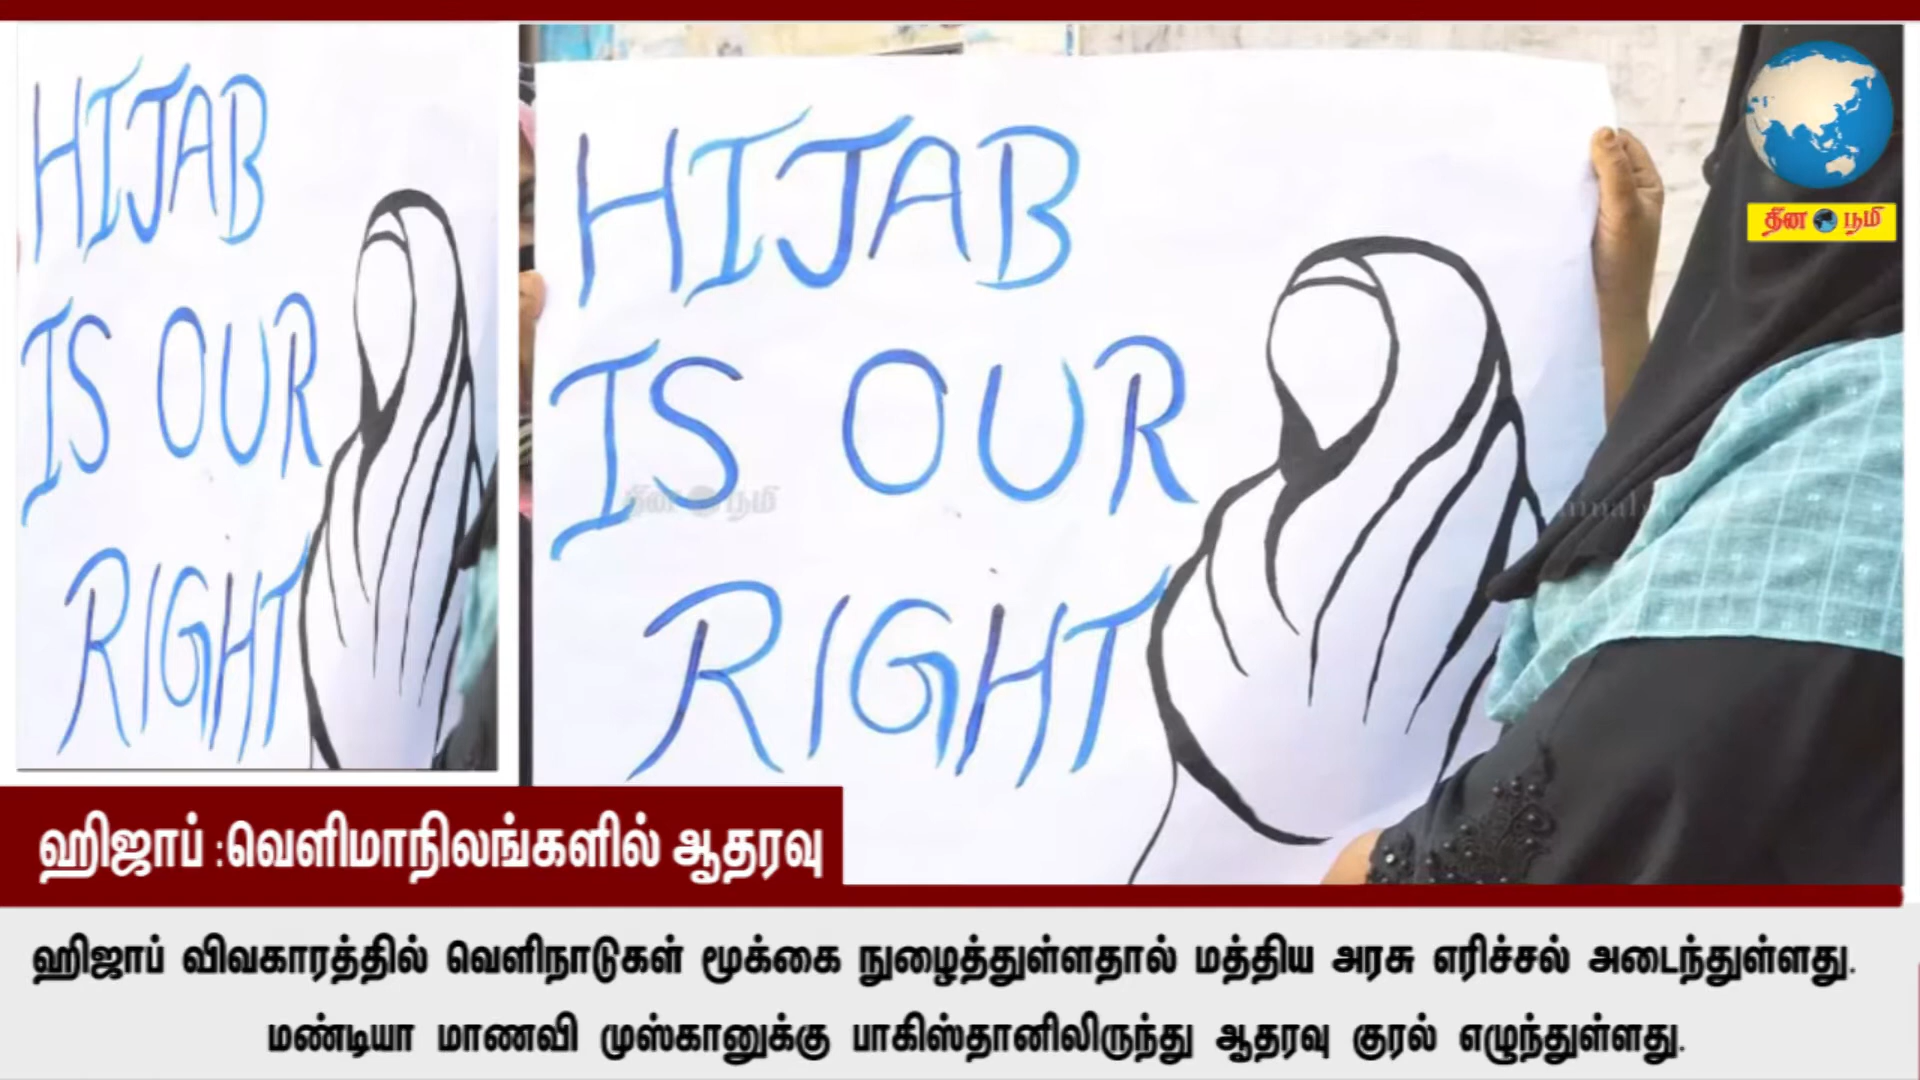 HIJAB
IS OUR
RIGHT
HIJAB
IS OUR
RIGHT
தின பூமி
தின பூமி
ஹிஜாப் :வெளிமாநிலங்களில் ஆதரவு
ஹிஜாப் விவகாரத்தில் வெளிநாடுகள் மூக்கை நுழைத்துள்ளதால் மத்திய அரசு எரிச்சல் அடைந்துள்ளது.
மண்டியா மாணவி முஸ்கானுக்கு பாகிஸ்தானிலிருந்து ஆதரவு குரல் எழுந்துள்ளது.